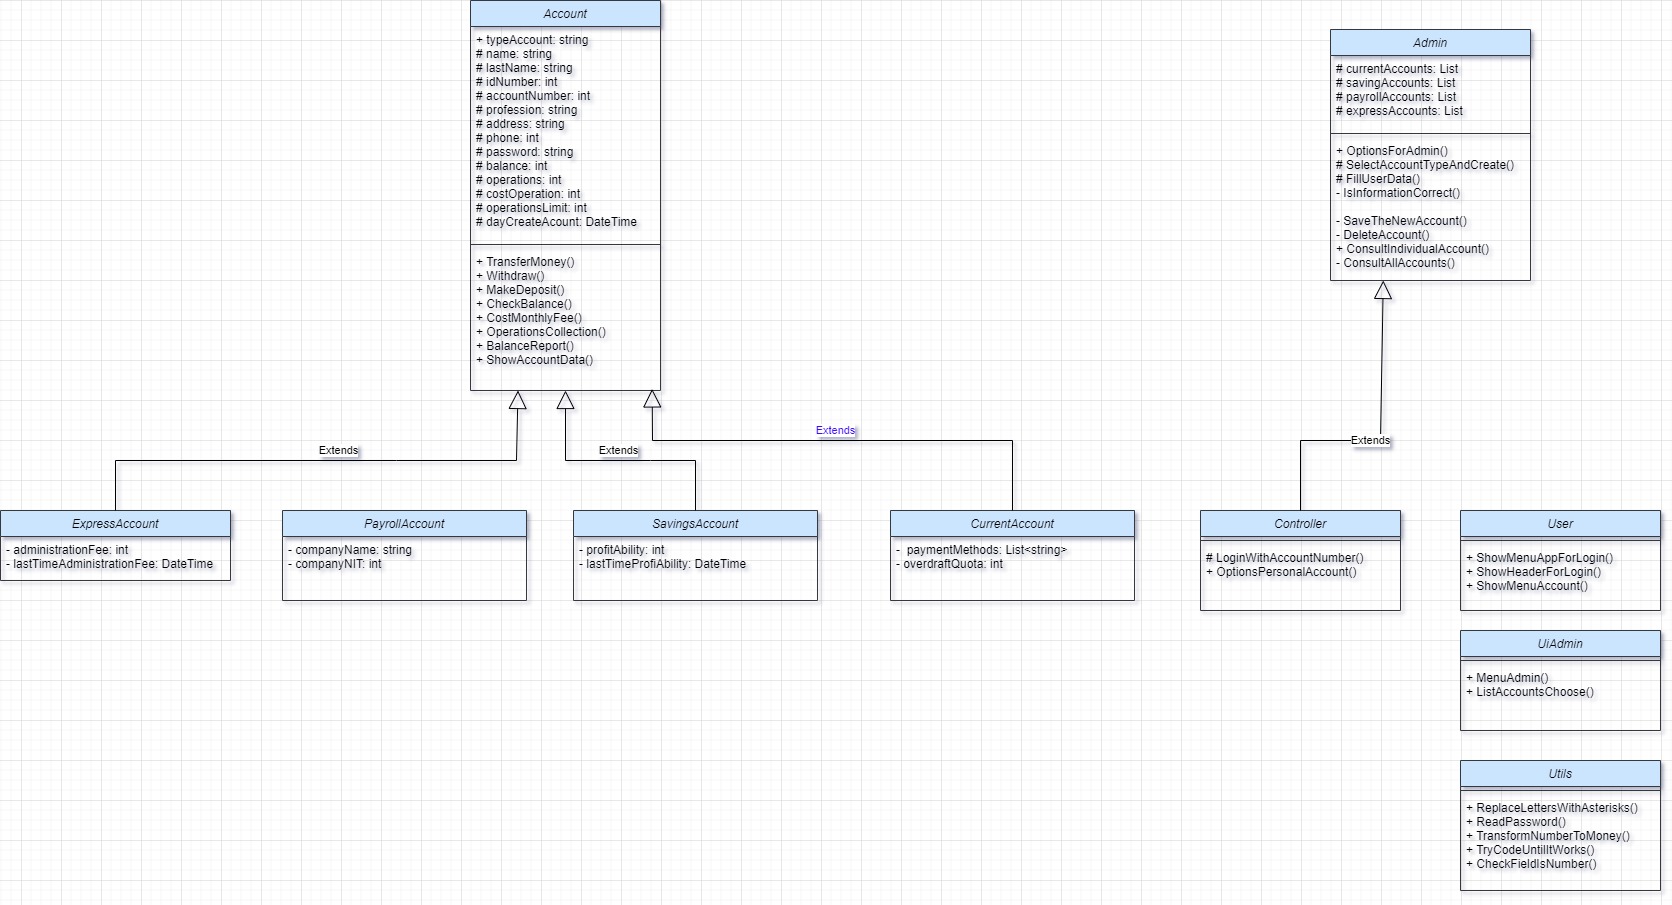 Account
+ typeAccount: string
# name: string
# lastName: string
# idNumber: int
# accountNumber: int
# profession: string
# address: string
# phone: int
# password: string
# balance: int
# operations: int
# costOperation: int
# operationsLimit: int
# dayCreateAcount: DateTime
+ TransferMoney()
+ Withdraw()
+ MakeDeposit()
+ CheckBalance()
+ CostMonthlyFee()
+ OperationsCollection()
+ BalanceReport()
+ ShowAccountData()
Admin
# currentAccounts: List
# savingAccounts: List
# payrollAccounts: List
# expressAccounts: List
+ OptionsForAdmin()
# SelectAccountTypeAndCreate()
# FillUserData()
- IsInformationCorrect()
- SaveTheNewAccount()
- DeleteAccount()
+ ConsultIndividualAccount()
- ConsultAllAccounts()
Extends
Extends
Extends
Extends
ExpressAccount
- administrationFee: int
- lastTimeAdministrationFee: DateTime
PayrollAccount
- companyName: string
- companyNIT: int
SavingsAccount
- profitAbility: int
- lastTimeProfiAbility: DateTime
CurrentAccount
- paymentMethods: List<string>
- overdraftQuota: int
Controller
# LoginWithAccountNumber()
+ OptionsPersonalAccount()
User
+ ShowMenuAppForLogin()
+ ShowHeaderForLogin()
+ ShowMenuAccount()
UiAdmin
+ MenuAdmin()
+ ListAccountsChoose()
Utils
+ ReplaceLettersWithAsterisks()
+ ReadPassword()
+ TransformNumberToMoney()
+ TryCodeUntilItWorks()
+ CheckFieldIsNumber()